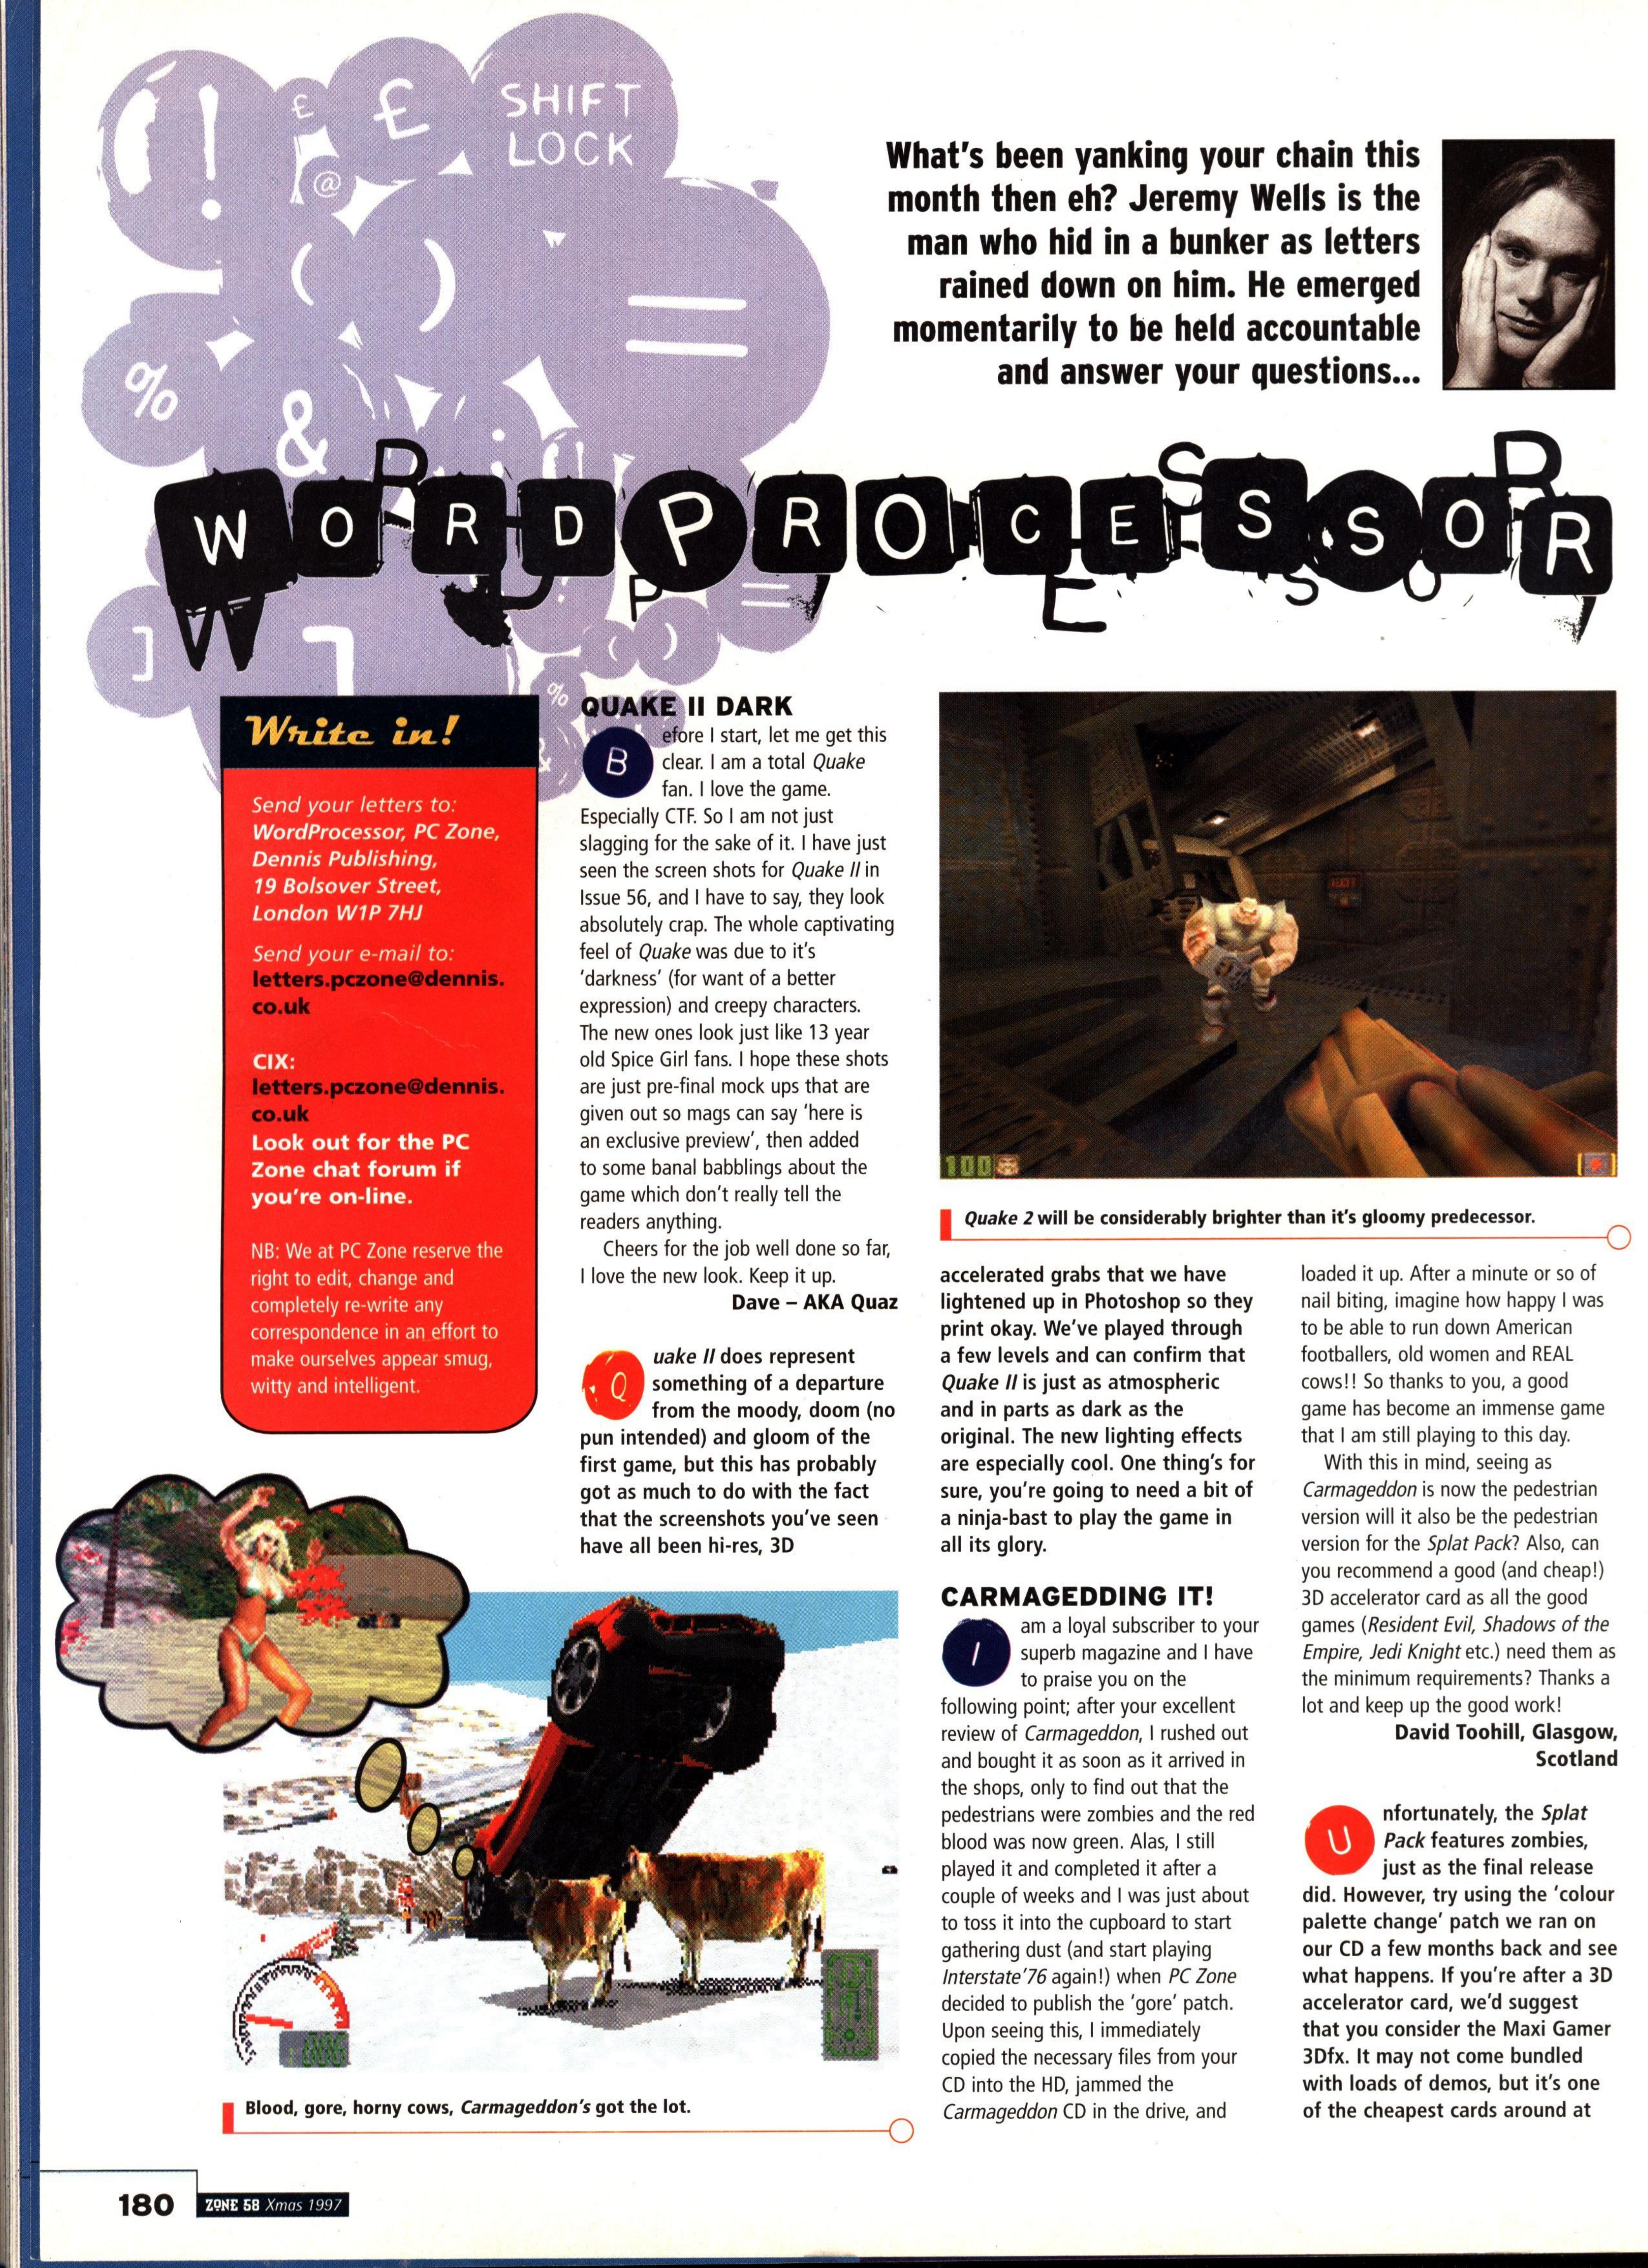 SHIFT
LOCK
What's been yanking your chain this
month then eh? Jeremy Wells is the
man who hid in a bunker as letters
rained down on him. He emerged
momentarily to be held accountable
and answer your questions...
WORDPROCESSOR
Write in!
Send your letters to:
WordProcessor, PC Zone,
Dennis Publishing,
19 Bolsover Street,
London W1P 7HJ
Send your e-mail to:
letters.pczone@dennis.
co.uk
CIX:
letters.pczone@dennis.
co.uk
Look out for the PC
Zone chat forum if
you're on-line.
NB: We at PC Zone reserve the
right to edit, change and
completely re-write any
correspondence in an effort to
make ourselves appear smug,
witty and intelligent.
QUAKE II DARK
Before I start, let me get this
clear. I am a total Quake
fan. I love the game.
Especially CTF. So I am not just
slagging for the sake of it. I have just
seen the screen shots for Quake II in
Issue 56, and I have to say, they look
absolutely crap. The whole captivating
feel of Quake was due to it's
'darkness' (for want of a better
expression) and creepy characters.
The new ones look just like 13 year
old Spice Girl fans. I hope these shots
are just pre-final mock ups that are
given out so mags can say 'here is
an exclusive preview', then added
to some banal babblings about the
game which don't really tell the
readers anything.
Cheers for the job well done so far,
I love the new look. Keep it up.
Dave – AKA Quaz
Quake II does represent
something of a departure
from the moody, doom (no
pun intended) and gloom of the
first game, but this has probably
got as much to do with the fact
that the screenshots you've seen
have all been hi-res, 3D
100
Quake 2 will be considerably brighter than it's gloomy predecessor.
accelerated grabs that we have
lightened up in Photoshop so they
print okay. We've played through
a few levels and can confirm that
Quake II is just as atmospheric
and in parts as dark as the
original. The new lighting effects
are especially cool. One thing's for
sure, you're going to need a bit of
a ninja-bast to play the game in
all its glory.
CARMAGEDDING IT!
I am a loyal subscriber to your
superb magazine and I have
to praise you on the
following point; after your excellent
review of Carmageddon, I rushed out
and bought it as soon as it arrived in
the shops, only to find out that the
pedestrians were zombies and the red
blood was now green. Alas, I still
played it and completed it after a
couple of weeks and I was just about
to toss it into the cupboard to start
gathering dust (and start playing
Interstate'76 again!) when PC Zone
decided to publish the 'gore' patch.
Upon seeing this, I immediately
copied the necessary files from your
CD into the HD, jammed the
Carmageddon CD in the drive, and
loaded it up. After a minute or so of
nail biting, imagine how happy I was
to be able to run down American
footballers, old women and REAL
cows!! So thanks to you, a good
game has become an immense game
that I am still playing to this day.
With this in mind, seeing as
Carmageddon is now the pedestrian
version will it also be the pedestrian
version for the Splat Pack? Also, can
you recommend a good (and cheap!)
3D accelerator card as all the good
games (Resident Evil, Shadows of the
Empire, Jedi Knight etc.) need them as
the minimum requirements? Thanks a
lot and keep up the good work!
David Toohill, Glasgow,
Scotland
Unfortunately, the Splat
Pack features zombies,
just as the final release
did. However, try using the 'colour
palette change' patch we ran on
our CD a few months back and see
what happens. If you're after a 3D
accelerator card, we'd suggest
that you consider the Maxi Gamer
3Dfx. It may not come bundled
with loads of demos, but it's one
of the cheapest cards around at
Blood, gore, horny cows, Carmageddon's got the lot.
180
ZONE 58 Xmas 1997